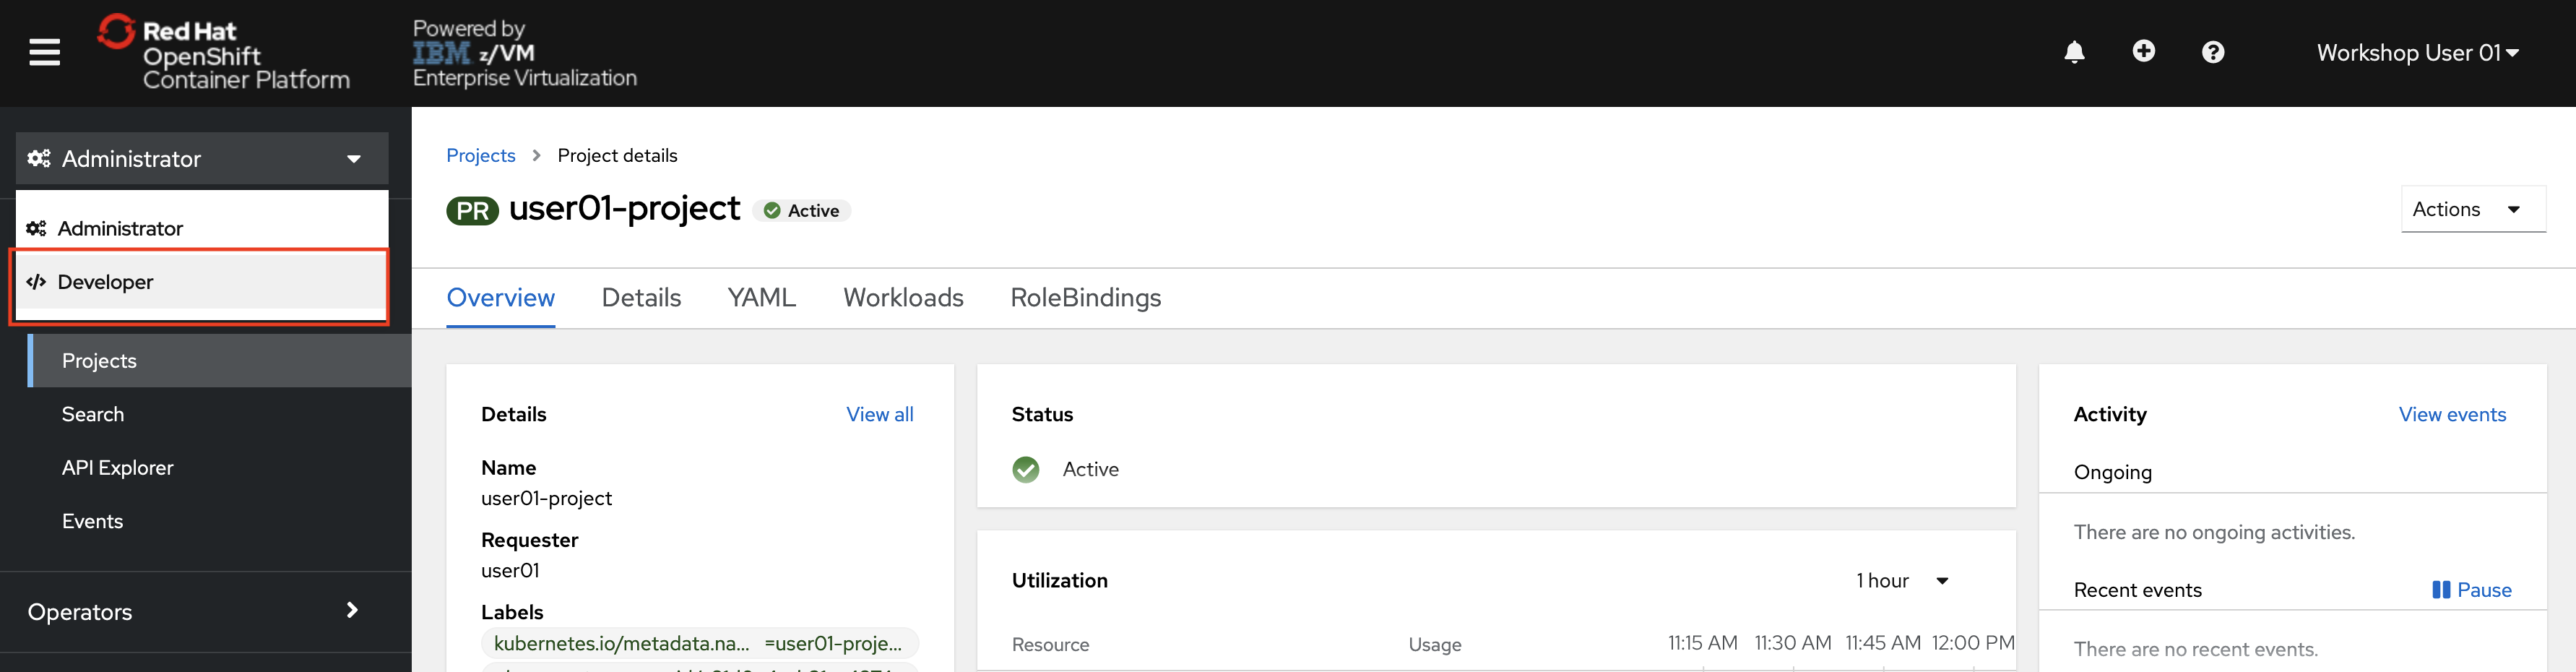 Red Hat
OpenShift
Container Platform
Powered by
IBM z/VM
Enterprise Virtualization
Workshop User 01
Administrator
Administrator
Developer
Projects
Search
API Explorer
Events
Operators
Projects > Project details
PR user01-project Active
Actions
Overview Details YAML Workloads RoleBindings
Details View all
Name
user01-project
Requester
user01
Labels
kubernetes.io/metadata.na... =user01-proje...
Status
Active
Utilization 1 hour
Resource Usage 11:15 AM 11:30 AM 11:45 AM 12:00 PM
Activity View events
Ongoing
There are no ongoing activities.
Recent events Pause
There are no recent events.